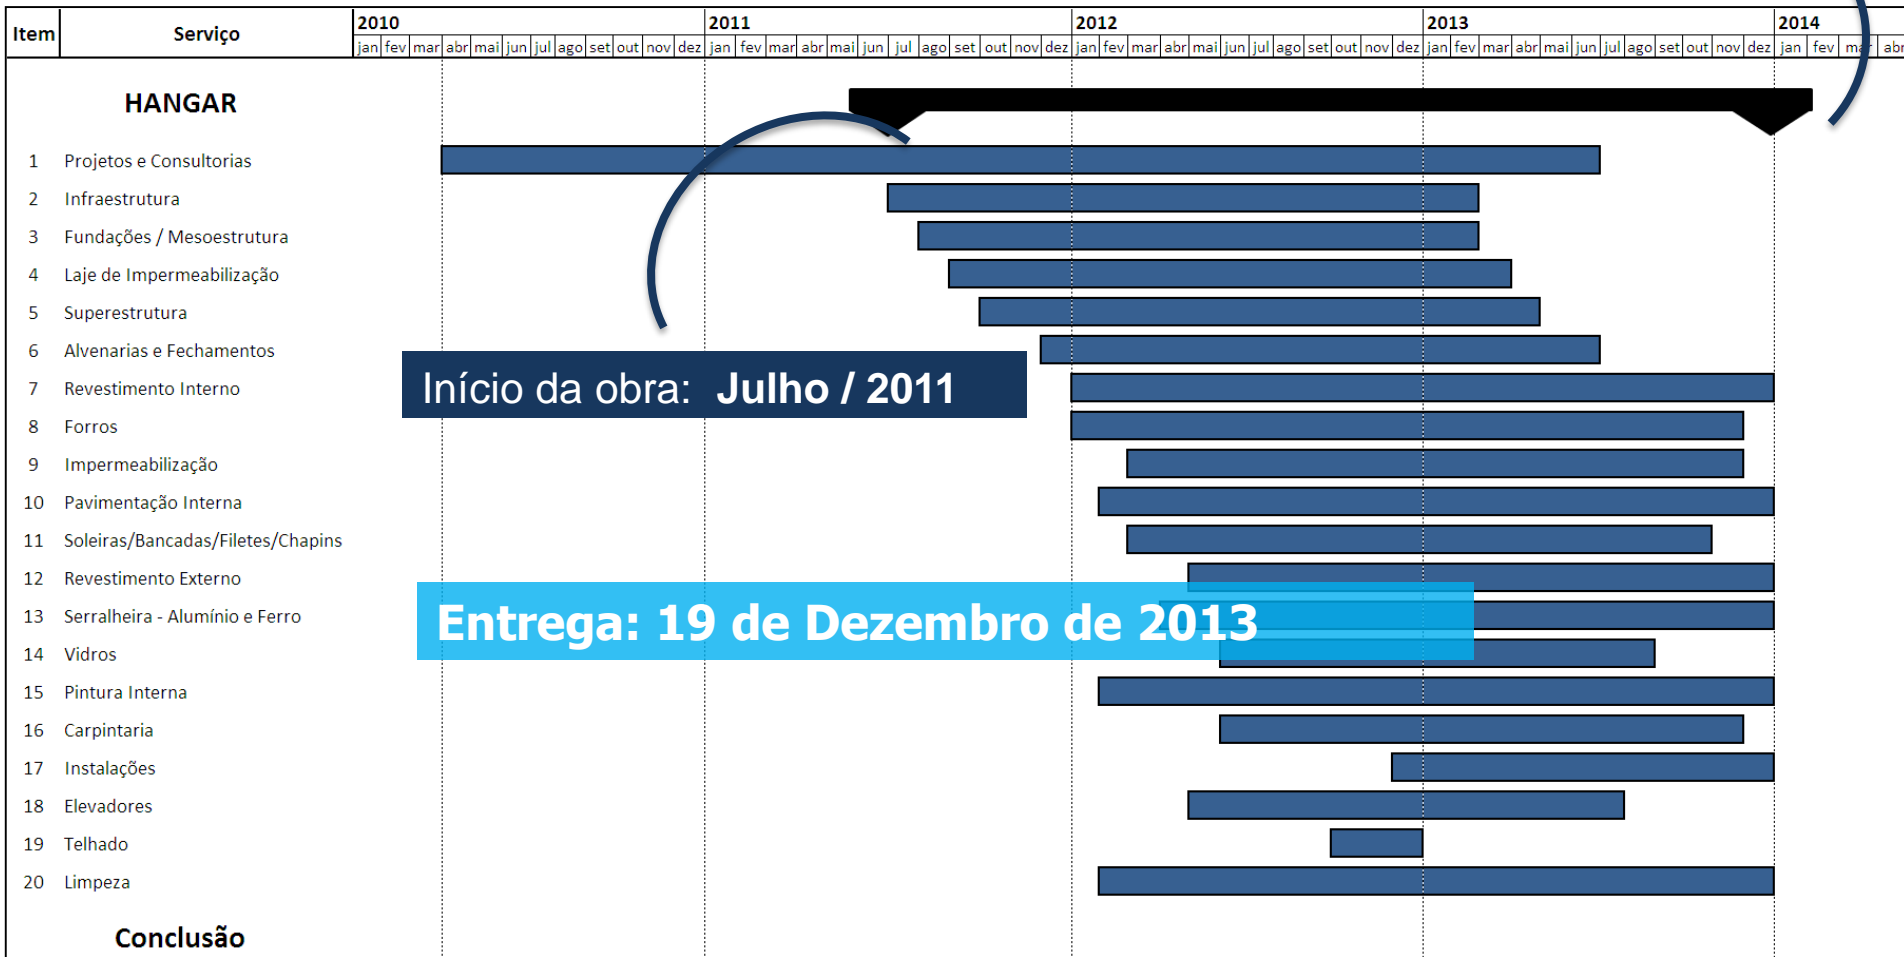 Item Serviço 2010 2011 2012 2013 2014
jan fev mar abr mai jun jul ago set out nov dez jan fev mar abr mai jun jul ago set out nov dez jan fev mar abr mai jun jul ago set out nov dez jan fev mar abr mai jun jul ago set out nov dez jan fev mar abr
HANGAR
1 Projetos e Consultorias
2 Infraestrutura
3 Fundações / Mesoestrutura
4 Laje de Impermeabilização
5 Superestrutura
6 Alvenarias e Fechamentos
7 Revestimento Interno
Início da obra: Julho / 2011
8 Forros
9 Impermeabilização
10 Pavimentação Interna
11 Soleiras/Bancadas/Filetes/Chapins
12 Revestimento Externo
13 Serralheira - Alumínio e Ferro
Entrega: 19 de Dezembro de 2013
14 Vidros
15 Pintura Interna
16 Carpintaria
17 Instalações
18 Elevadores
19 Telhado
20 Limpeza
Conclusão